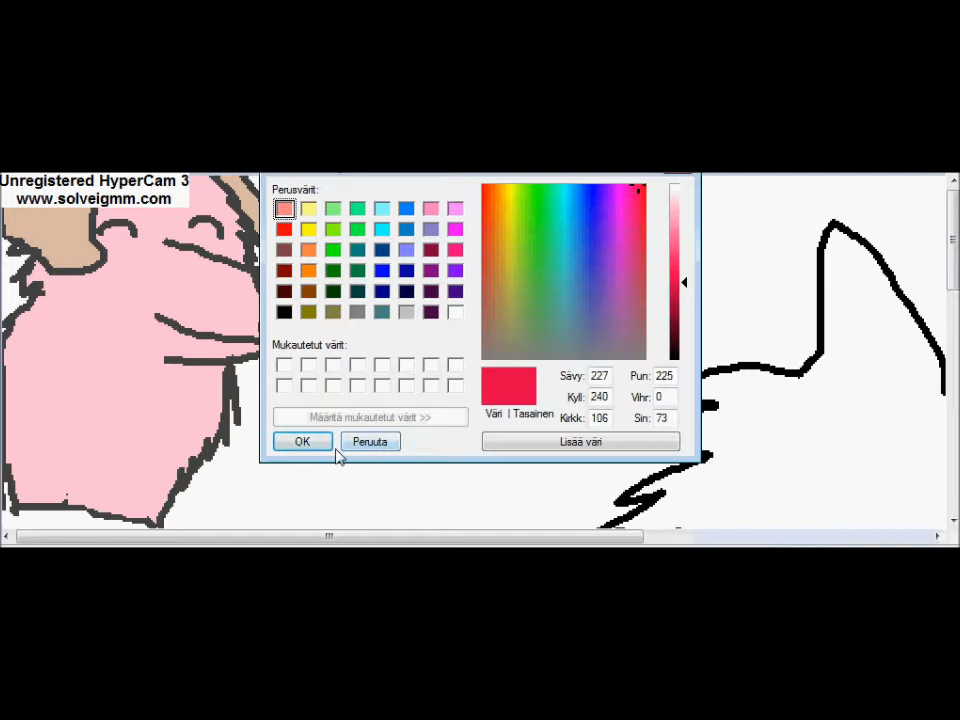 Unregistered HyperCam 3
www.solveigmm.com
Perusvärit:
Mukautetut värit:
Määritä mukautetut värit >>
OK
Peruuta
Väri | Tasainen
Sävy: 227
Kyll: 240
Kirkk: 106
Pun: 225
Vihr: 0
Sin: 73
Lisää väri